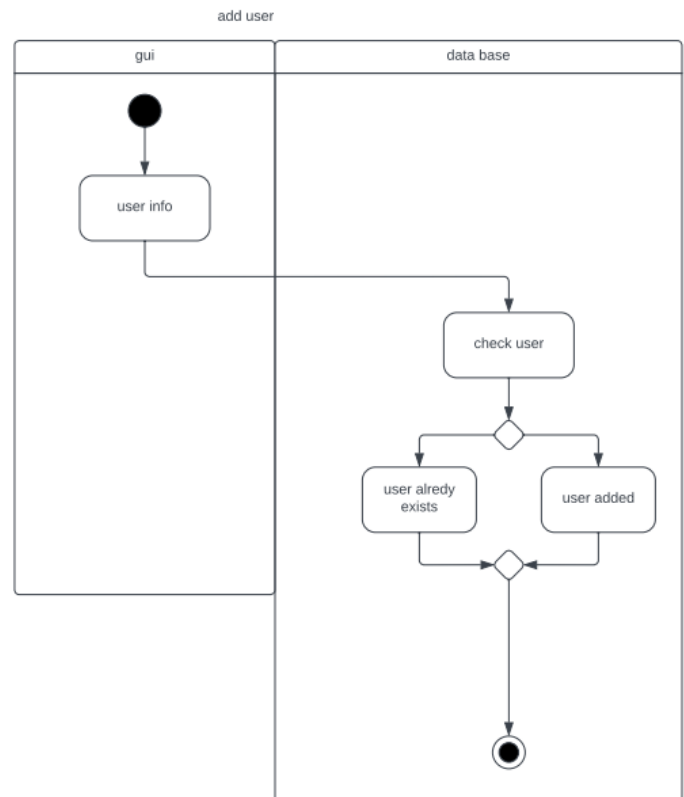 add user
gui
data base
user info
check user
user alredy
exists
user added